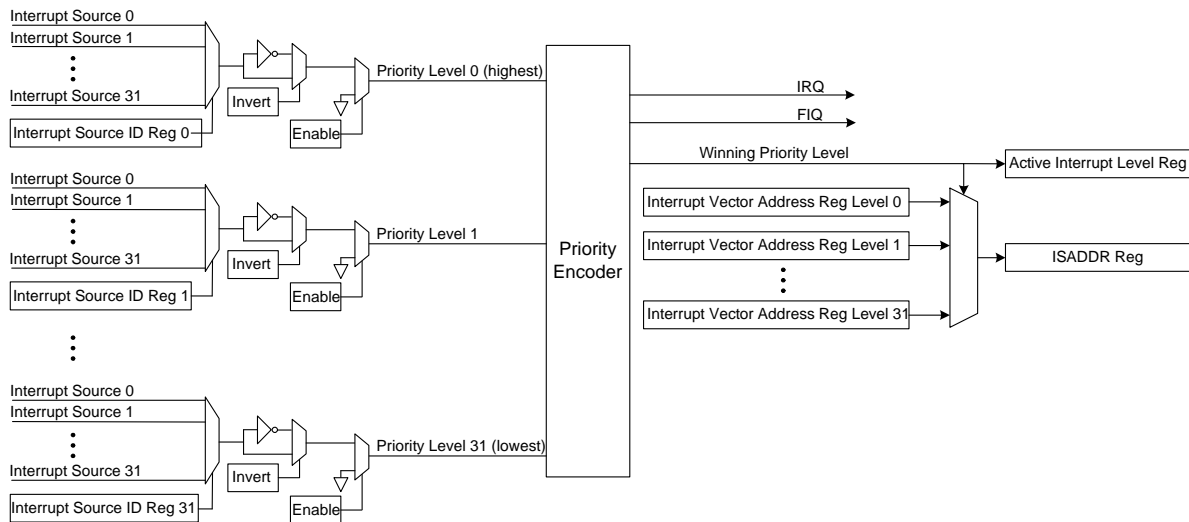 Interrupt Source 0
Interrupt Source 1
Interrupt Source 31
Interrupt Source ID Reg 0
Invert
Enable
Priority Level 0 (highest)
Interrupt Source 0
Interrupt Source 1
Interrupt Source 31
Interrupt Source ID Reg 1
Invert
Enable
Priority Level 1
Interrupt Source 0
Interrupt Source 1
Interrupt Source 31
Interrupt Source ID Reg 31
Invert
Enable
Priority Level 31 (lowest)
Priority
Encoder
IRQ
FIQ
Winning Priority Level
Active Interrupt Level Reg
Interrupt Vector Address Reg Level 0
Interrupt Vector Address Reg Level 1
Interrupt Vector Address Reg Level 31
ISADDR Reg